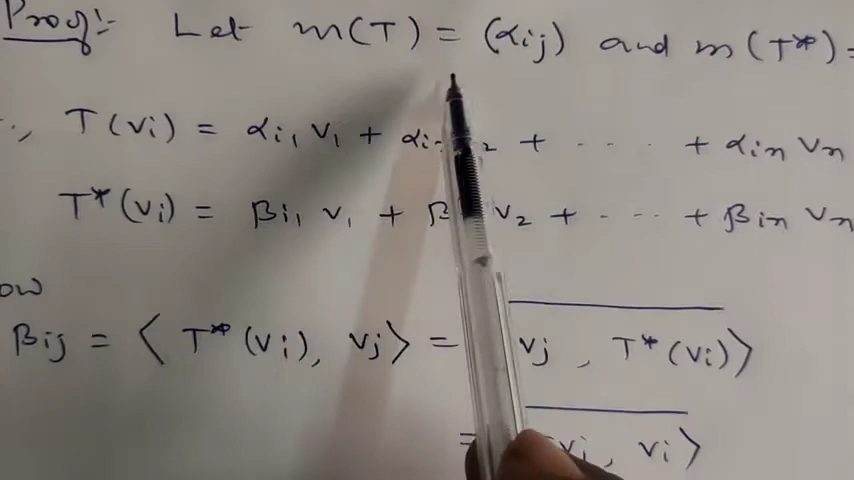 Proof:- Let m(T) = (αij) and m(T*) =
., T(vi) = αi1 v1 + αi 2 + ···· + αin vn
T*(vi) = βi1 v1 + β v2 + ···· + βin vn
ow
βij = ⟨ T*(vi), vj⟩ = vj , T*(vi)⟩
= , vi⟩